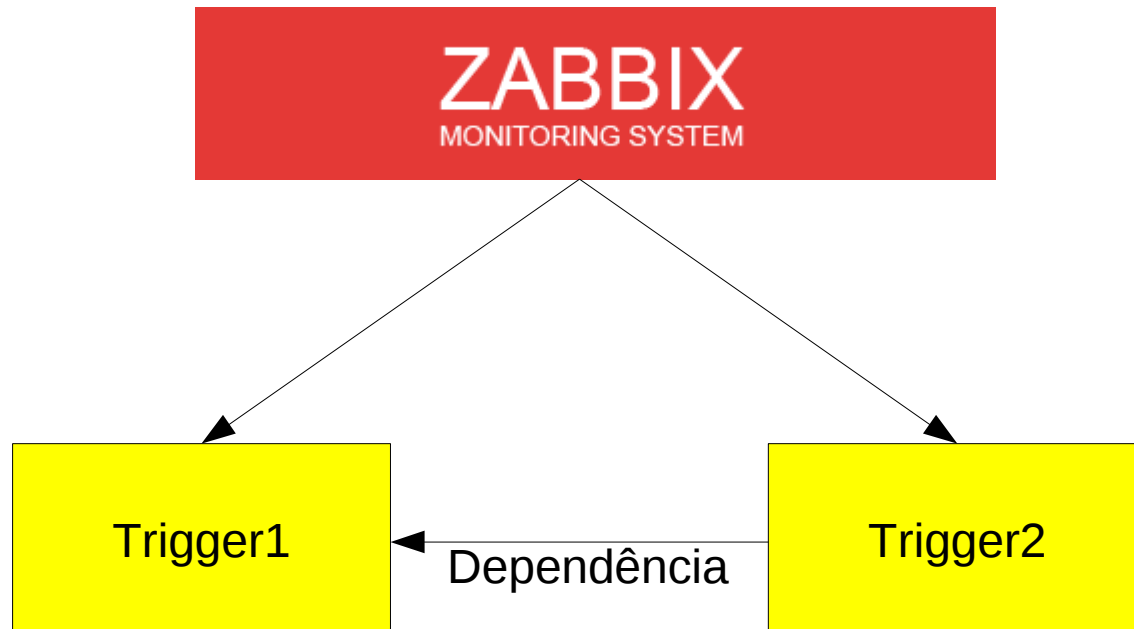 ZABBIX
MONITORING SYSTEM
Trigger1
Dependência
Trigger2